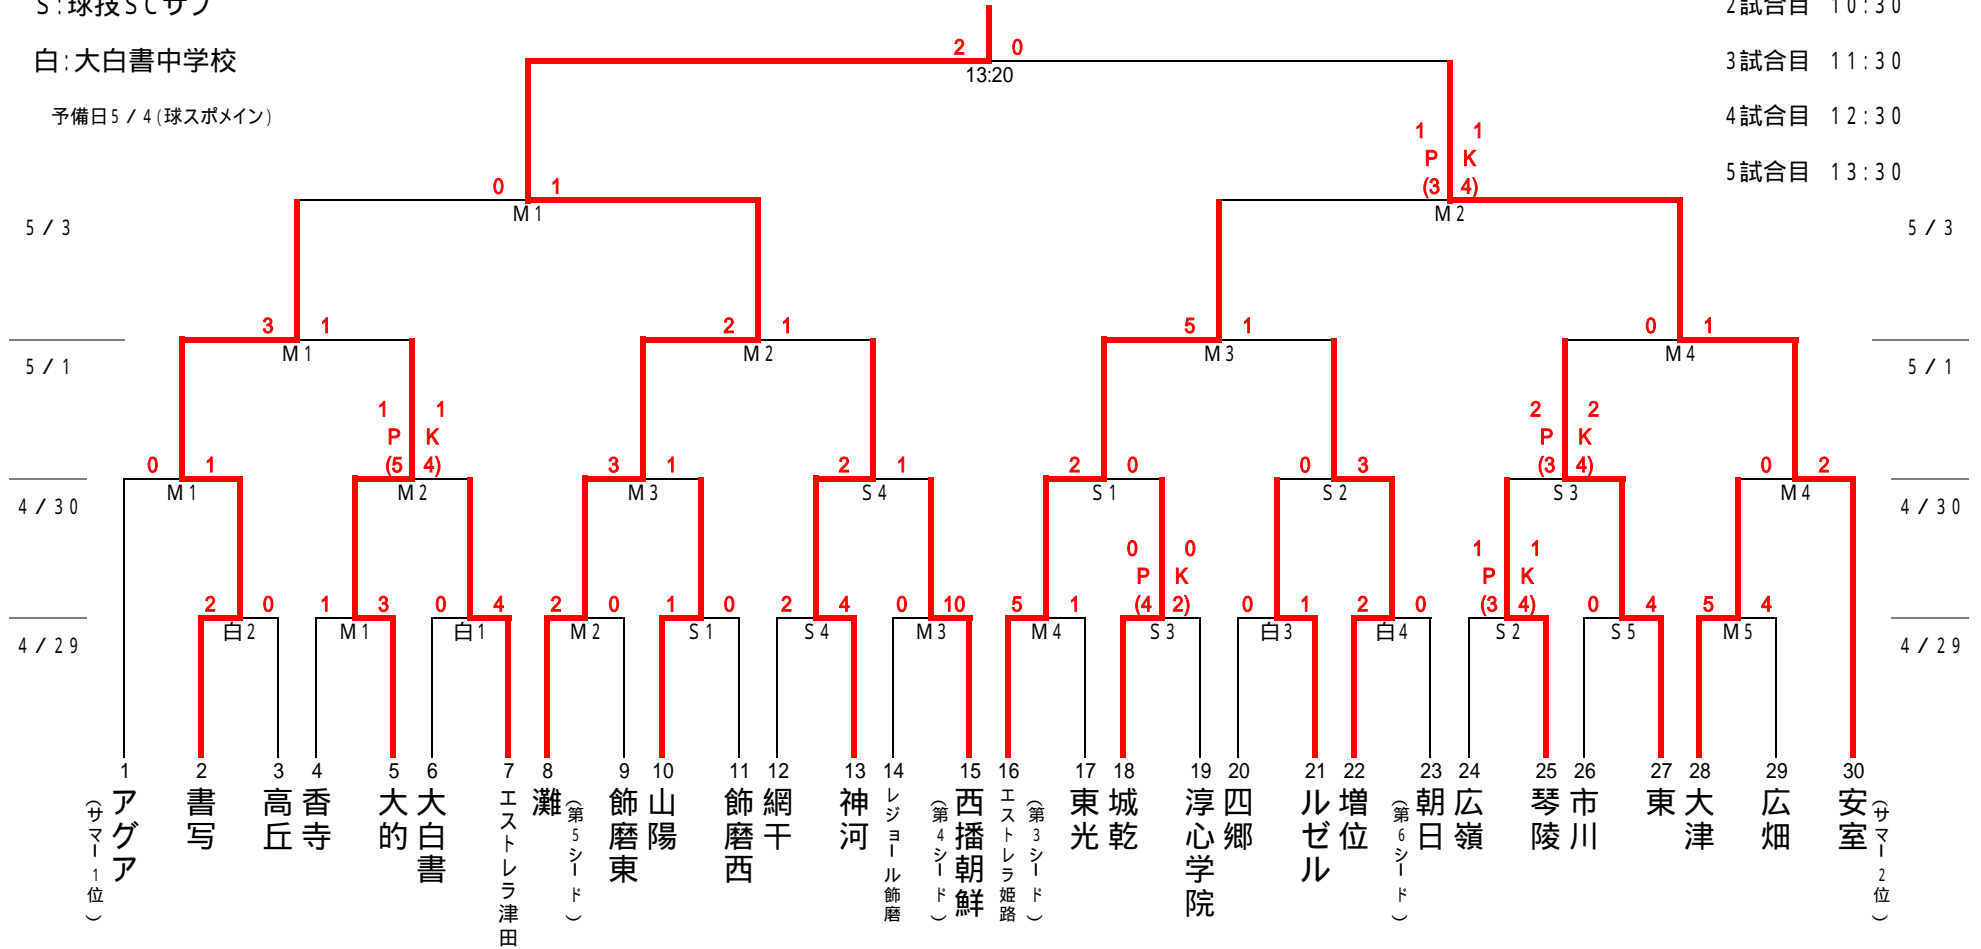 S:球技SCサブ
2試合目 10:30
白:大白書中学校
2 0
13:20
3試合目 11:30
予備日5/4(球スポメイン)
4試合目 12:30
1 1
P K
(3 4)
M2
5試合目 13:30
0 1
M1
5/3
5/3
3 1
M1
2 1
M2
5 1
M3
0 1
M4
5/1
5/1
0 1
M1
1 1
P K
(5 4)
M2
3 1
M3
2 1
S4
2 0
S1
0 3
S2
2 2
P K
(3 4)
S3
0 2
M4
4/30
4/30
2 0
白2
1 3
M1
0 4
白1
2 0
M2
1 0
S1
2 4
S4
0 10
M3
5 1
M4
0 0
P K
(4 2)
S3
0 1
白3
2 0
白4
1 1
P K
(3 4)
S2
0 4
S5
5 4
M5
4/29
4/29
1 アグア
(サマー1位)
2 書写
3 高丘
4 香寺
5 大的
6 大白書
7 エストレラ津田
8 灘
(第5シード)
9 飾磨東
10 山陽
11 飾磨西
12 網干
13 神河
14 レジョール飾磨
15 西播朝鮮
(第4シード)
16 エストレラ姫路
(第3シード)
17 東光
18 城乾
19 淳心学院
20 四郷
21 ルゼル
22 増位
23 朝日
(第6シード)
24 広嶺
25 琴陵
26 市川
27 東
28 大津
29 広畑
30 安室
(サマー2位)